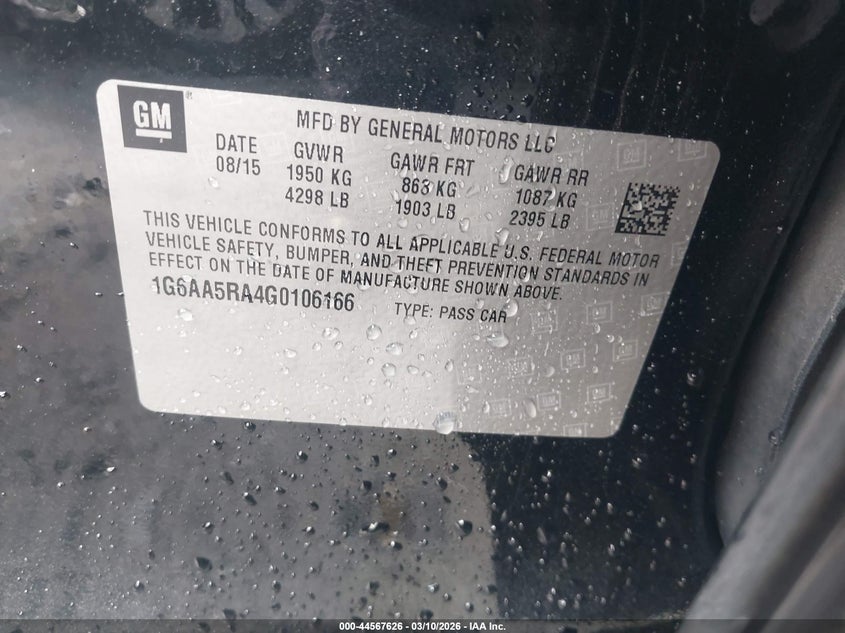 GM
MFD BY GENERAL MOTORS LLC
DATE GVWR GAWR FRT GAWR RR
08/15 1950 KG 863 KG 1087 KG
4298 LB 1903 LB 2395 LB
THIS VEHICLE CONFORMS TO ALL APPLICABLE U.S. FEDERAL MOTOR
VEHICLE SAFETY, BUMPER, AND THEFT PREVENTION STANDARDS IN
EFFECT ON THE DATE OF MANUFACTURE SHOWN ABOVE.
1G6AA5RA4G0106166 TYPE: PASS CAR
000-44567626 - 03/10/2026 - IAA Inc.